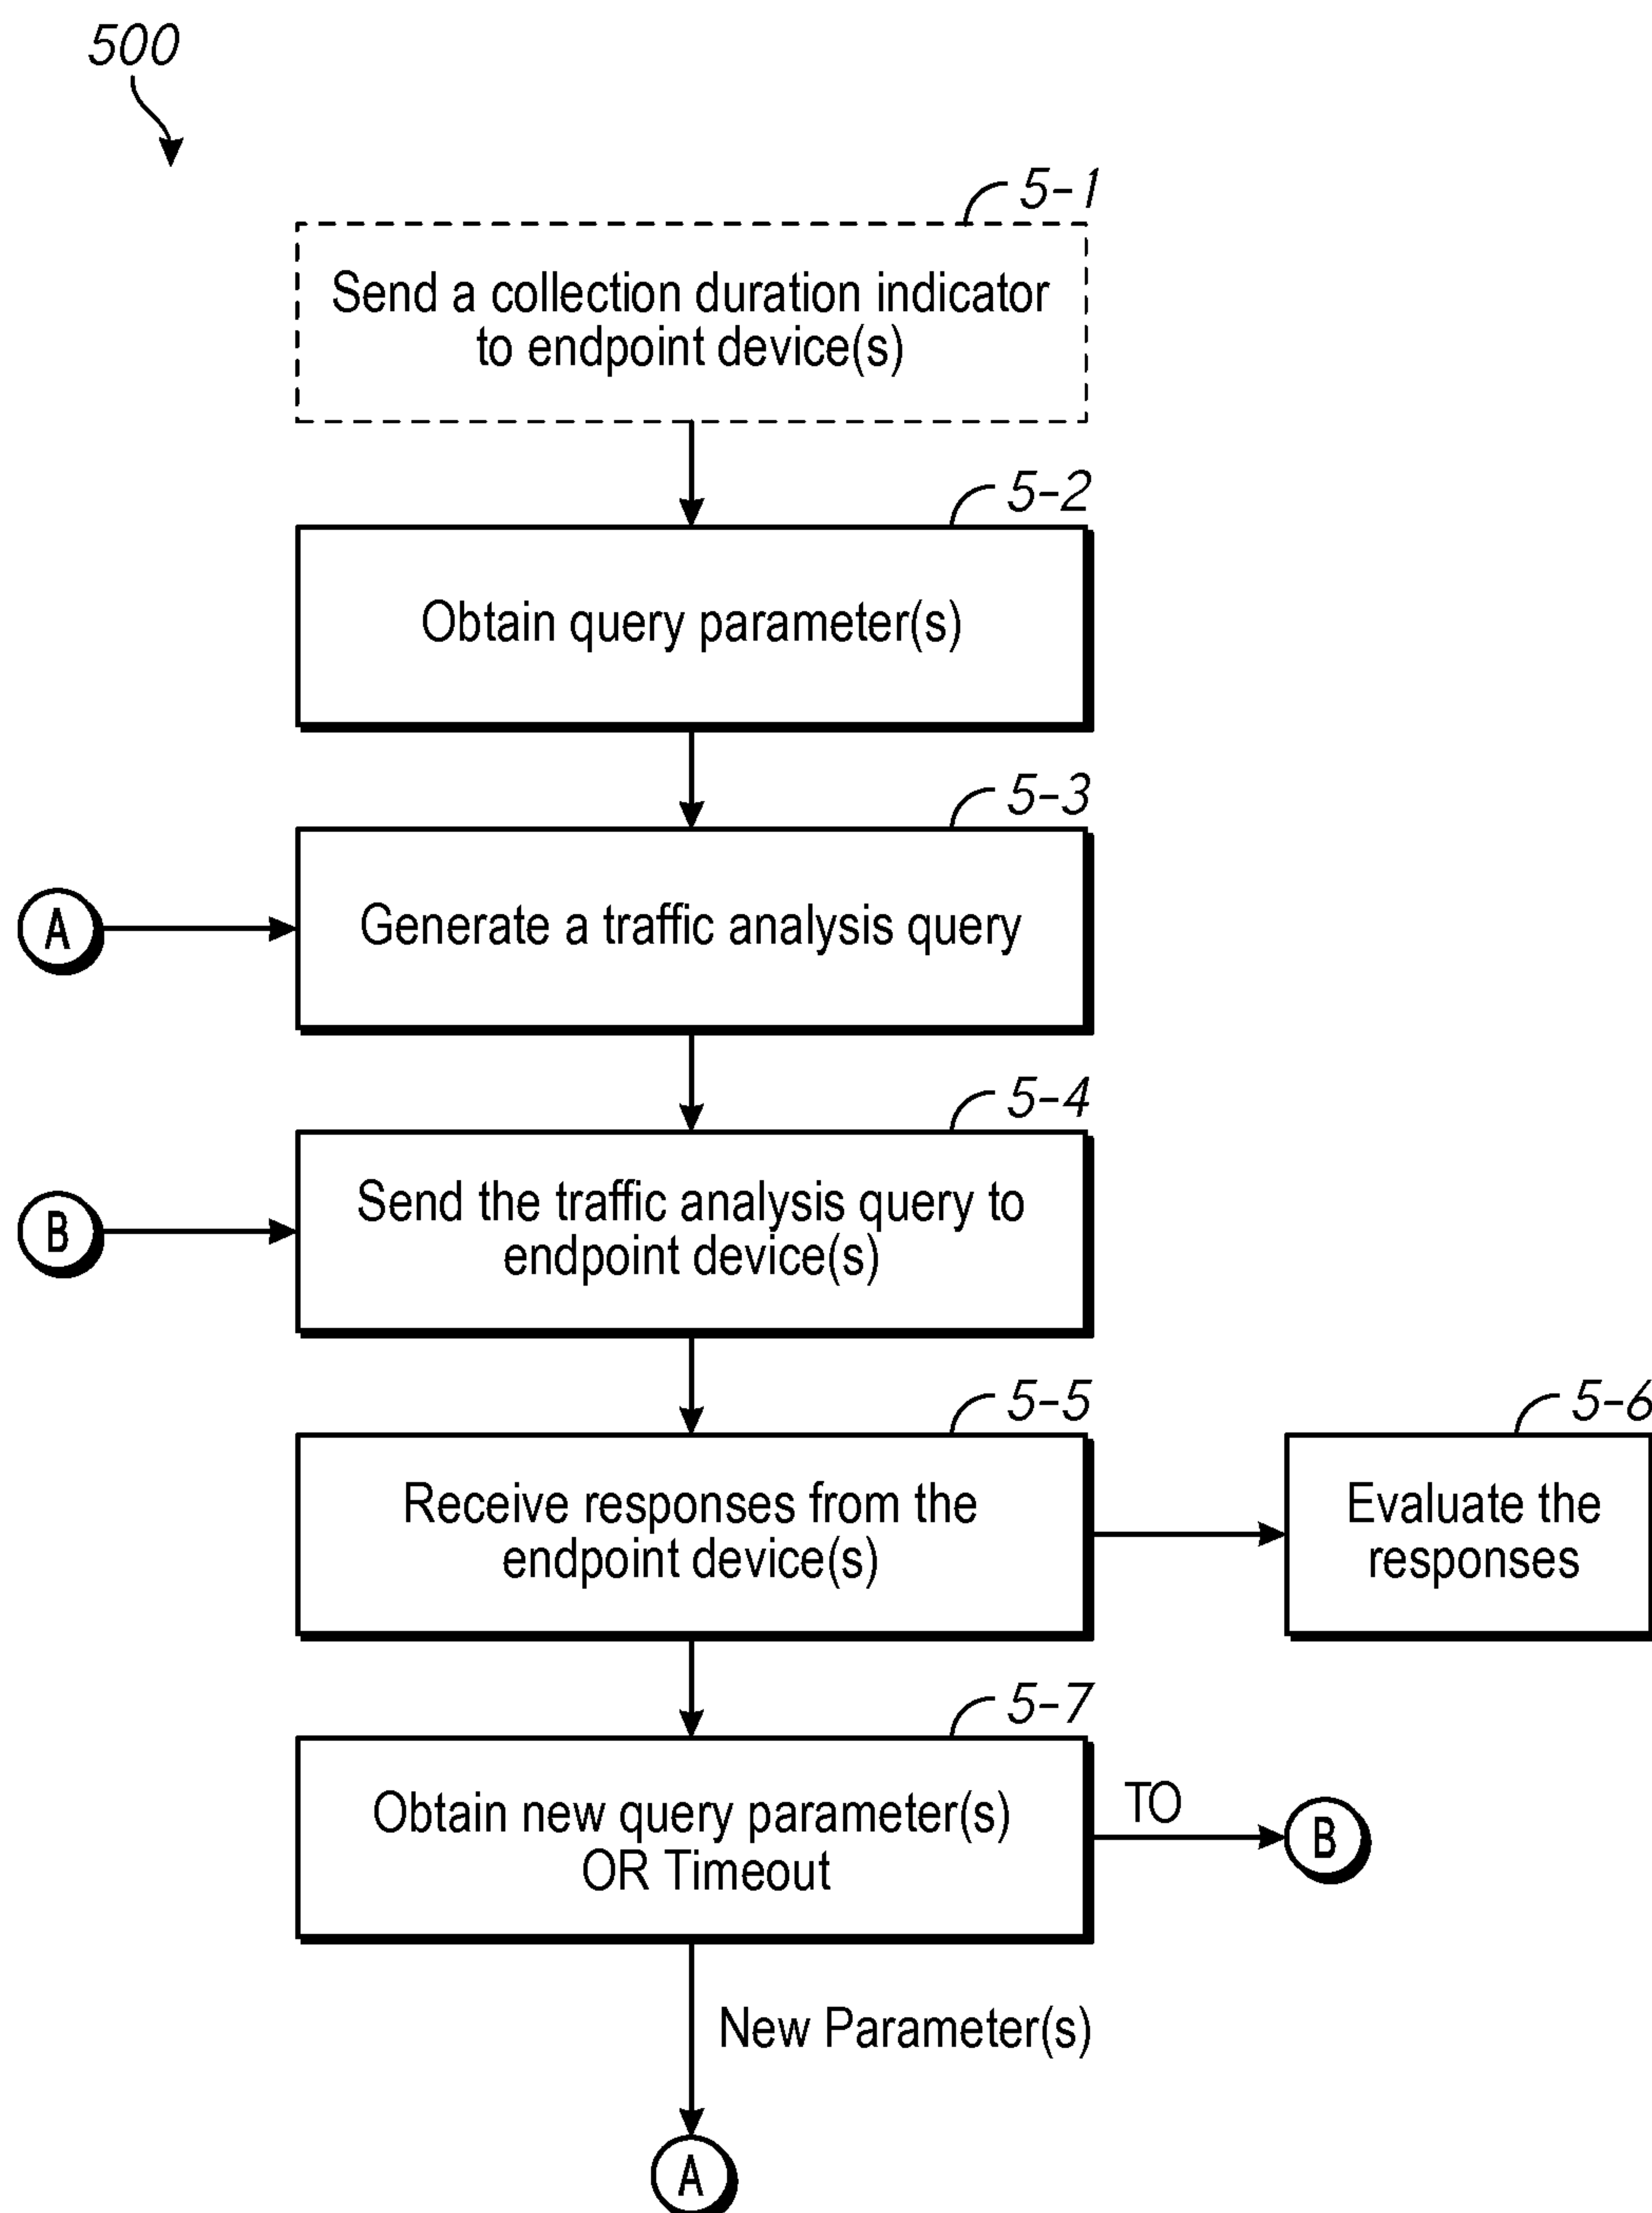 500
5-1
Send a collection duration indicator
to endpoint device(s)
5-2
Obtain query parameter(s)
5-3
A
Generate a traffic analysis query
5-4
B
Send the traffic analysis query to
endpoint device(s)
5-5
Receive responses from the
endpoint device(s)
5-6
Evaluate the
responses
5-7
Obtain new query parameter(s)
OR Timeout
TO
B
New Parameter(s)
A